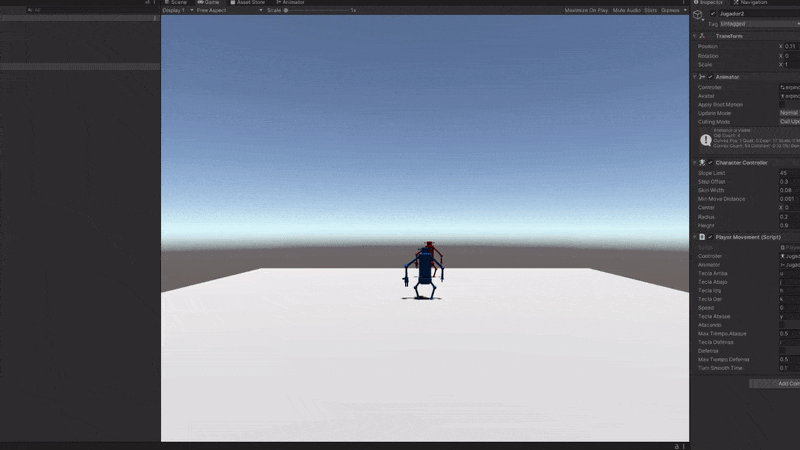 Scene
Game
Asset Store
Animator
Display 1
Free Aspect
Scale
1x
Maximize On Play
Mute Audio
Stats
Gizmos
All
Inspector
Navigation
Jugador2
Tag Untagged
Transform
Position X 0.11
Rotation X 0
Scale X 1
Animator
Controller
Avatar
Apply Root Motion
Update Mode Normal
Culling Mode Cull Up
Character Controller
Slope Limit 45
Step Offset 0.3
Skin Width 0.08
Min Move Distance 0.001
Center X 0
Radius 0.2
Height 0.9
Player Movement (Script)
Script
Controller Jugad
Animator Jugad
Tecla Arriba u
Tecla Abajo j
Tecla Izq h
Tecla Der k
Speed
Tecla Ataque y
Atacando
Max Tiempo Ataque 0.5
Tecla Defensa i
Defensa
Max Tiempo Defensa 0.5
Turn Smooth Time 0.1
Add Com